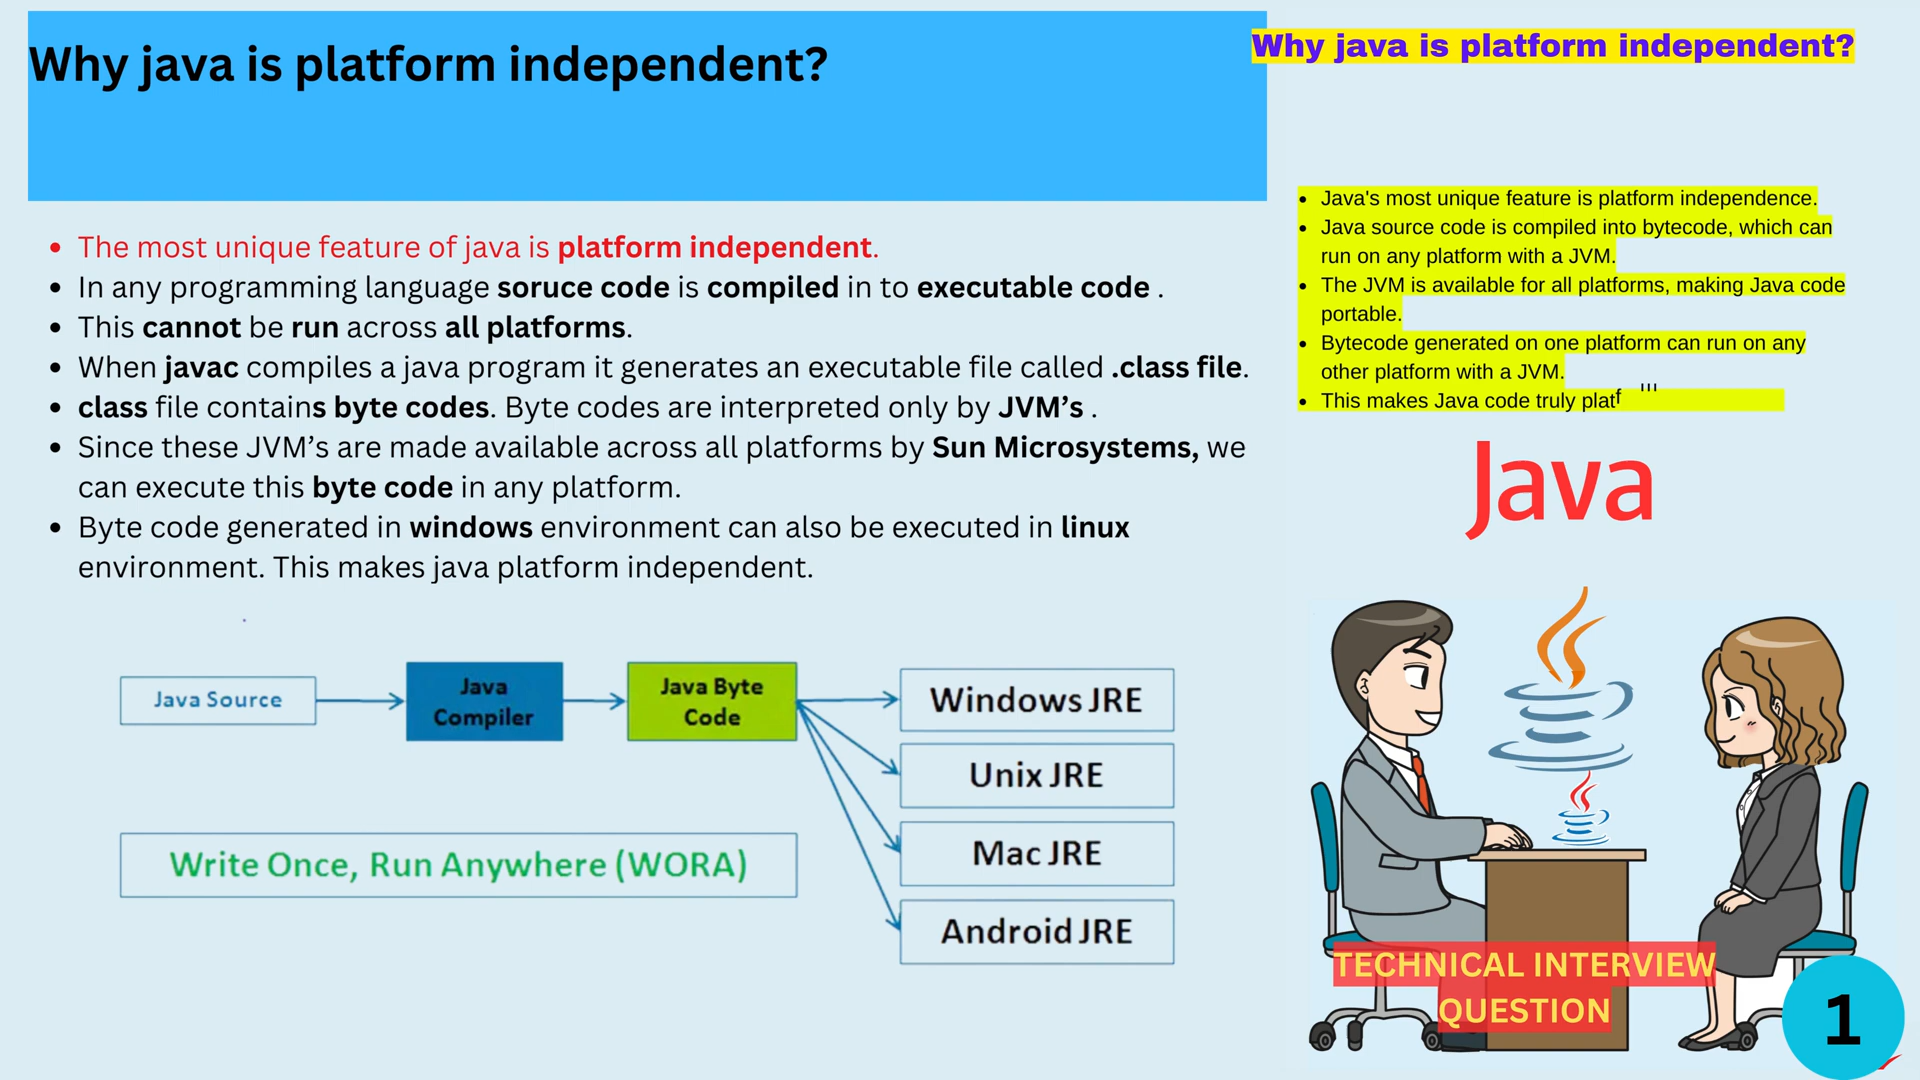 Why java is platform independent?
• The most unique feature of java is platform independent.
• In any programming language soruce code is compiled in to executable code .
• This cannot be run across all platforms.
• When javac compiles a java program it generates an executable file called .class file.
• class file contains byte codes. Byte codes are interpreted only by JVM’s .
• Since these JVM’s are made available across all platforms by Sun Microsystems, we
can execute this byte code in any platform.
• Byte code generated in windows environment can also be executed in linux
environment. This makes java platform independent.
Java Source
Java
Compiler
Java Byte
Code
Windows JRE
Unix JRE
Mac JRE
Android JRE
Write Once, Run Anywhere (WORA)
Why java is platform independent?
• Java's most unique feature is platform independence.
• Java source code is compiled into bytecode, which can
run on any platform with a JVM.
• The JVM is available for all platforms, making Java code
portable.
• Bytecode generated on one platform can run on any
other platform with a JVM.
• This makes Java code truly platf
Java
TECHNICAL INTERVIEW
QUESTION
1